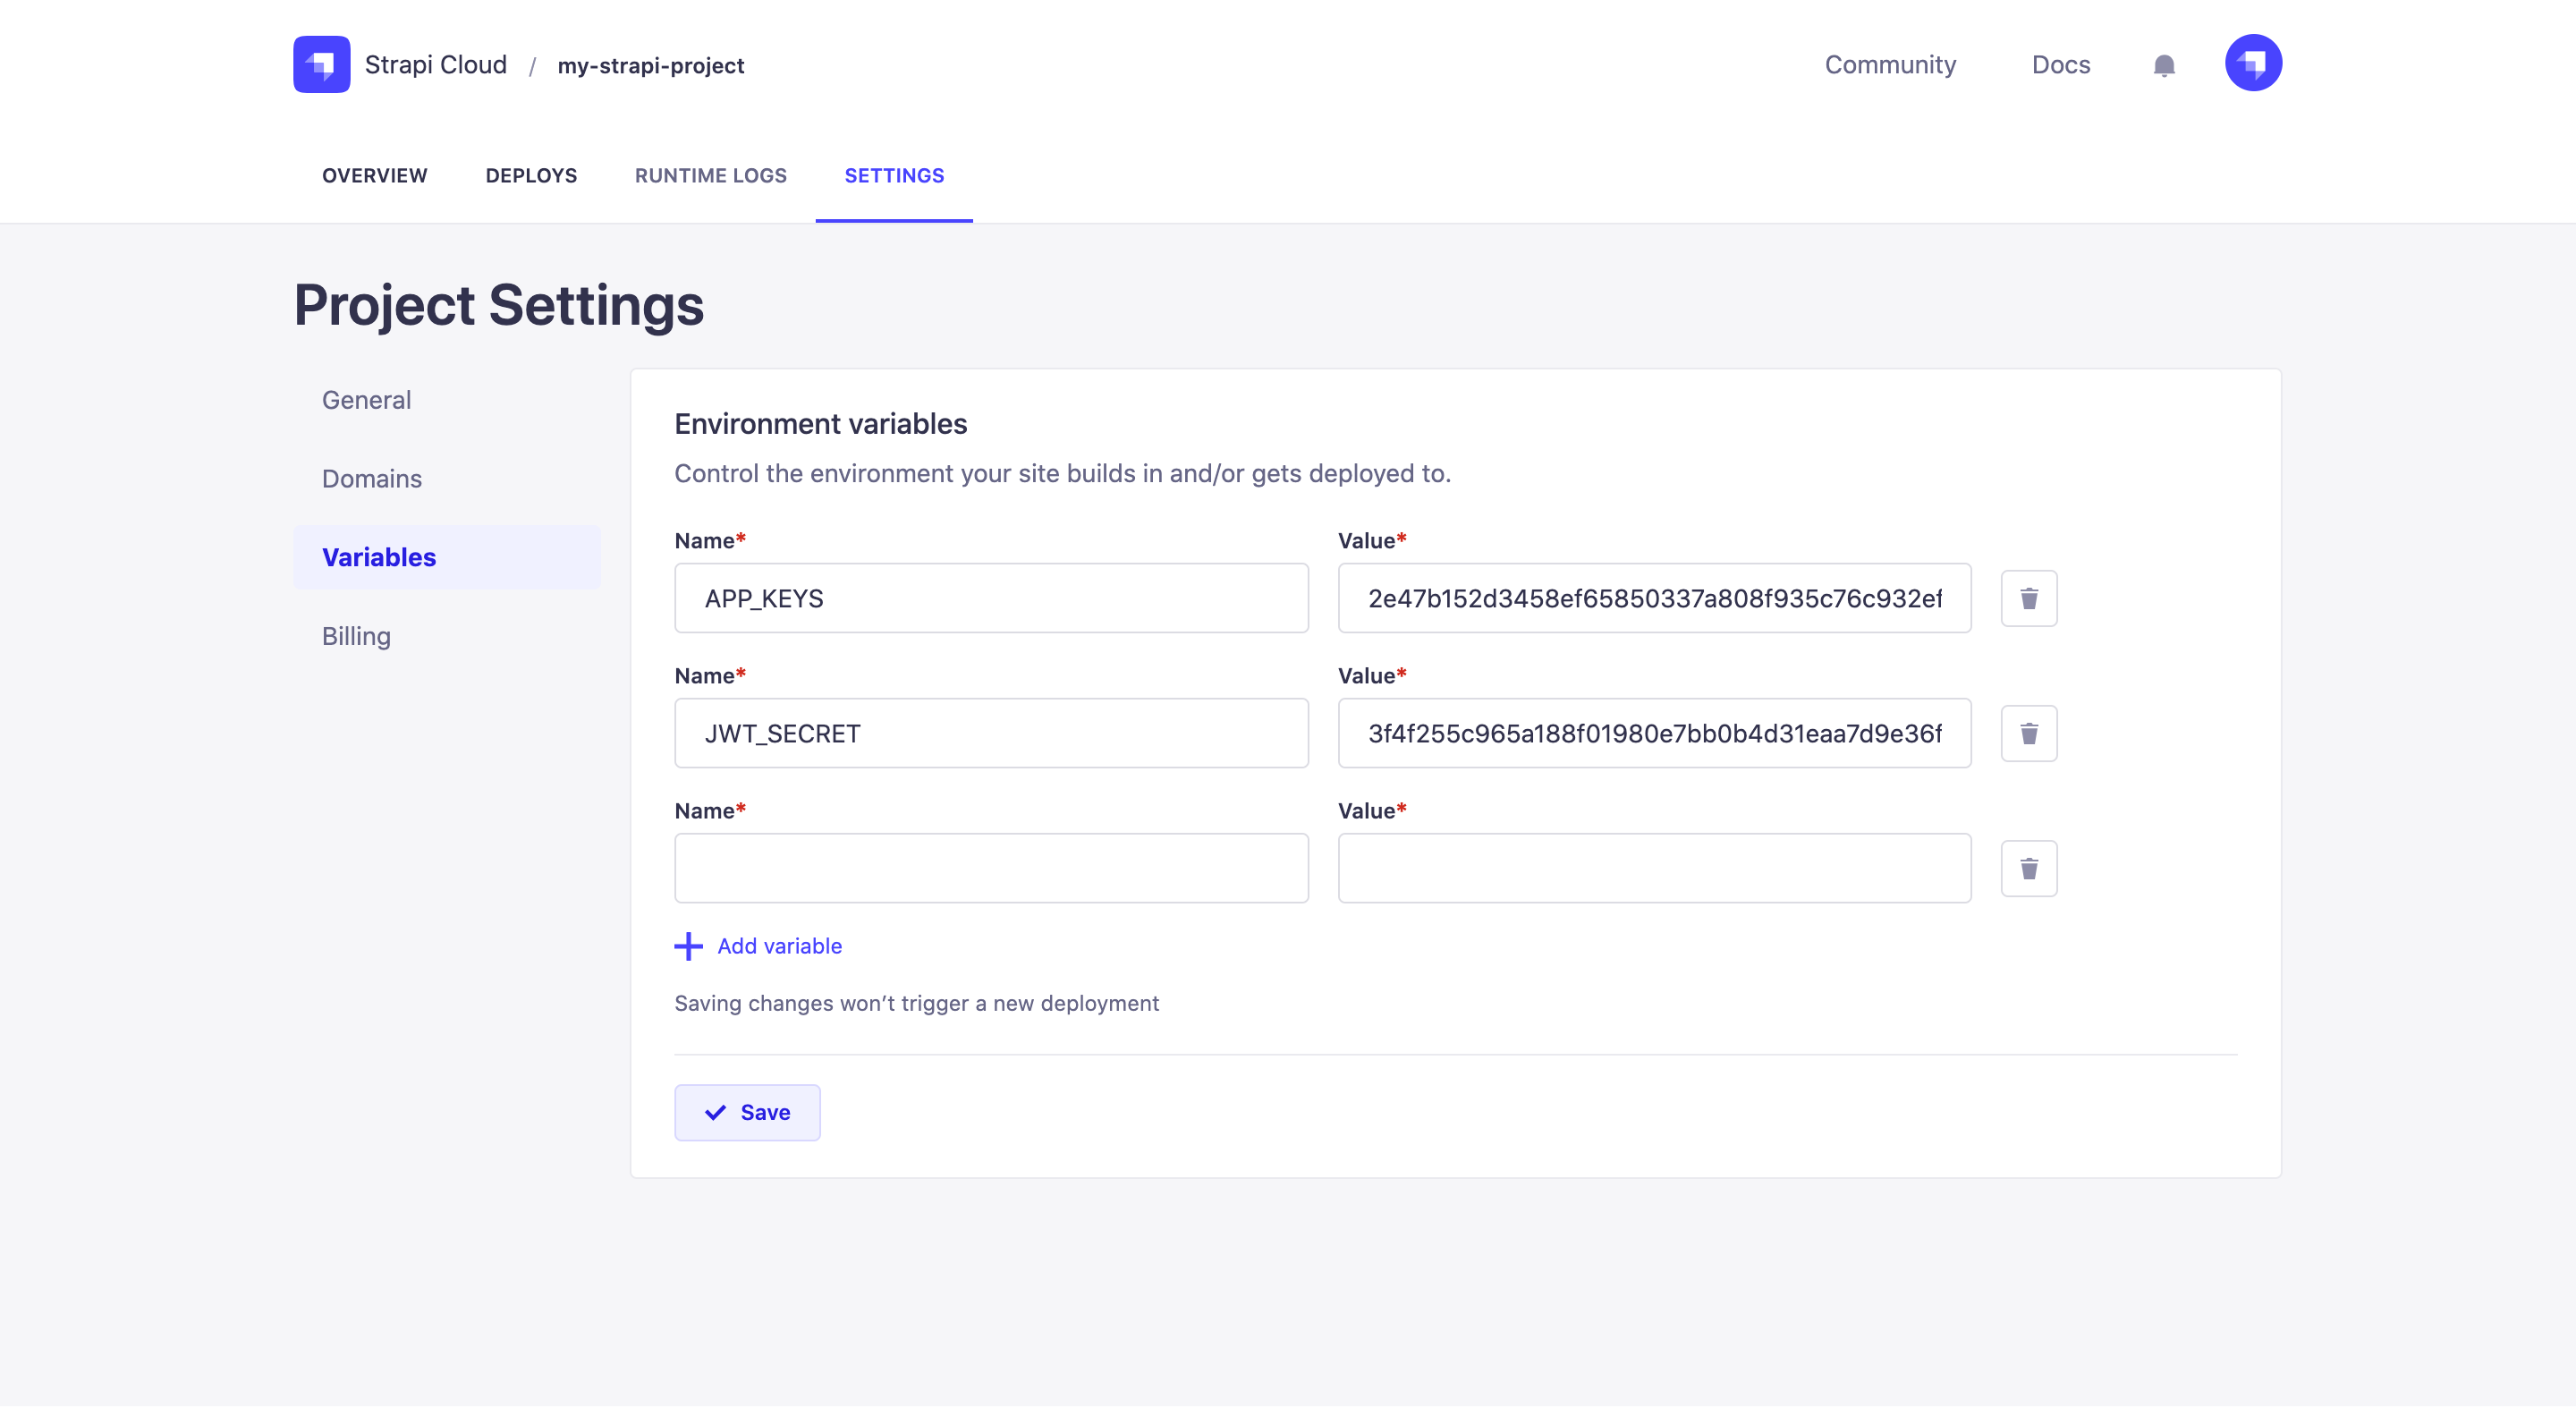 Strapi Cloud / my-strapi-project Community Docs
OVERVIEW DEPLOYS RUNTIME LOGS SETTINGS
Project Settings
General
Domains
Variables
Billing
Environment variables
Control the environment your site builds in and/or gets deployed to.
Name* Value*
APP_KEYS 2e47b152d3458ef65850337a808f935c76c932ef
Name* Value*
JWT_SECRET 3f4f255c965a188f01980e7bb0b4d31eaa7d9e36f
Name* Value*
Add variable
Saving changes won’t trigger a new deployment
Save